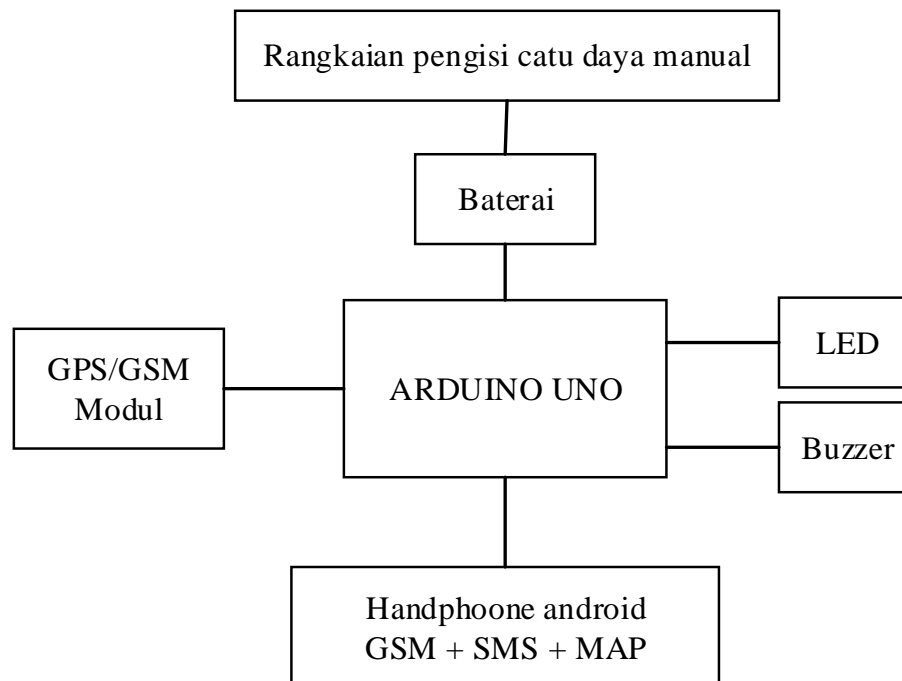 Rangkaian pengisi catu daya manual
Baterai
GPS/GSM
Modul
ARDUINO UNO
LED
Buzzer
Handphoone android
GSM + SMS + MAP